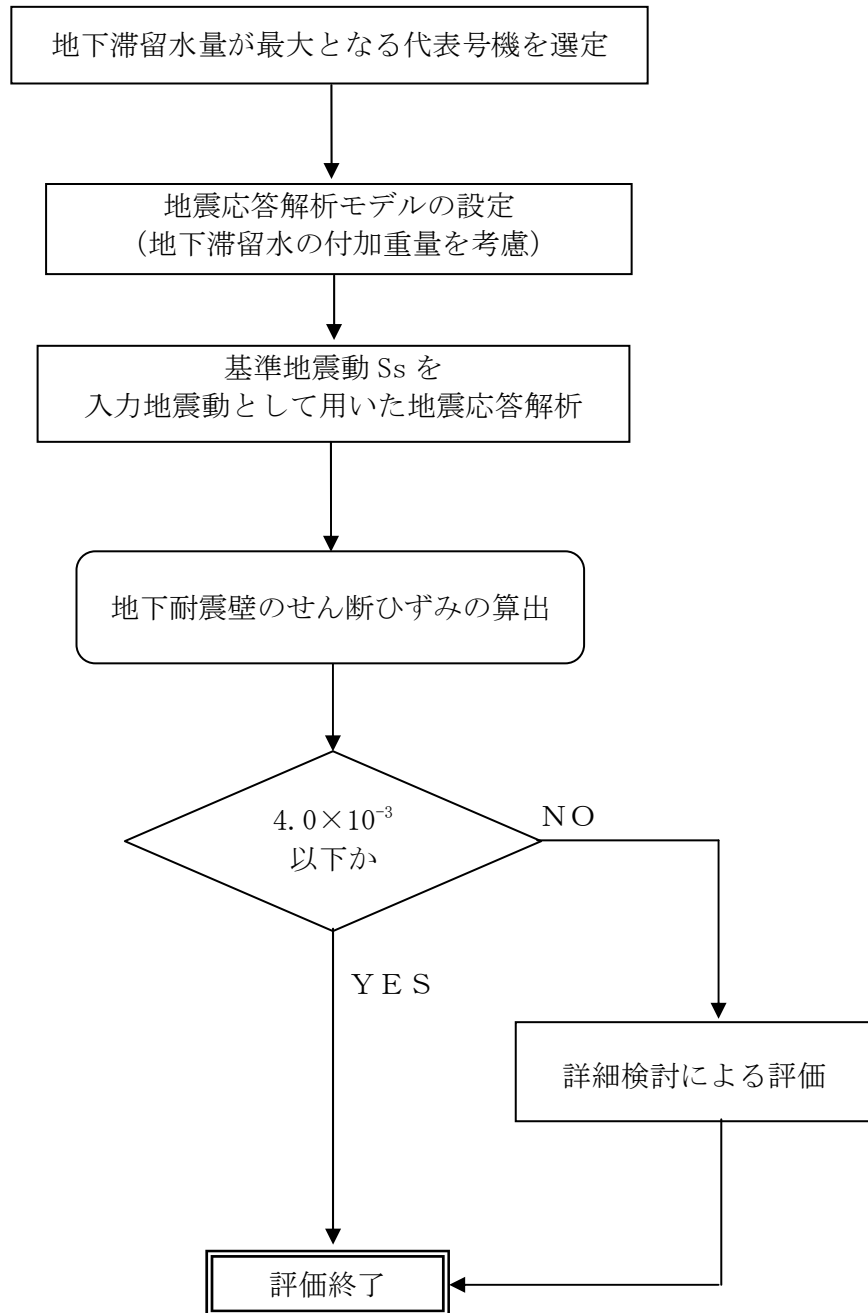 地下滞留水量が最大となる代表号機を選定
地震応答解析モデルの設定
（地下滞留水の付加重量を考慮）
基準地震動 Ss を
入力地震動として用いた地震応答解析
地下耐震壁のせん断ひずみの算出
4.0×10⁻³
以下か
ＮＯ
ＹＥＳ
詳細検討による評価
評価終了